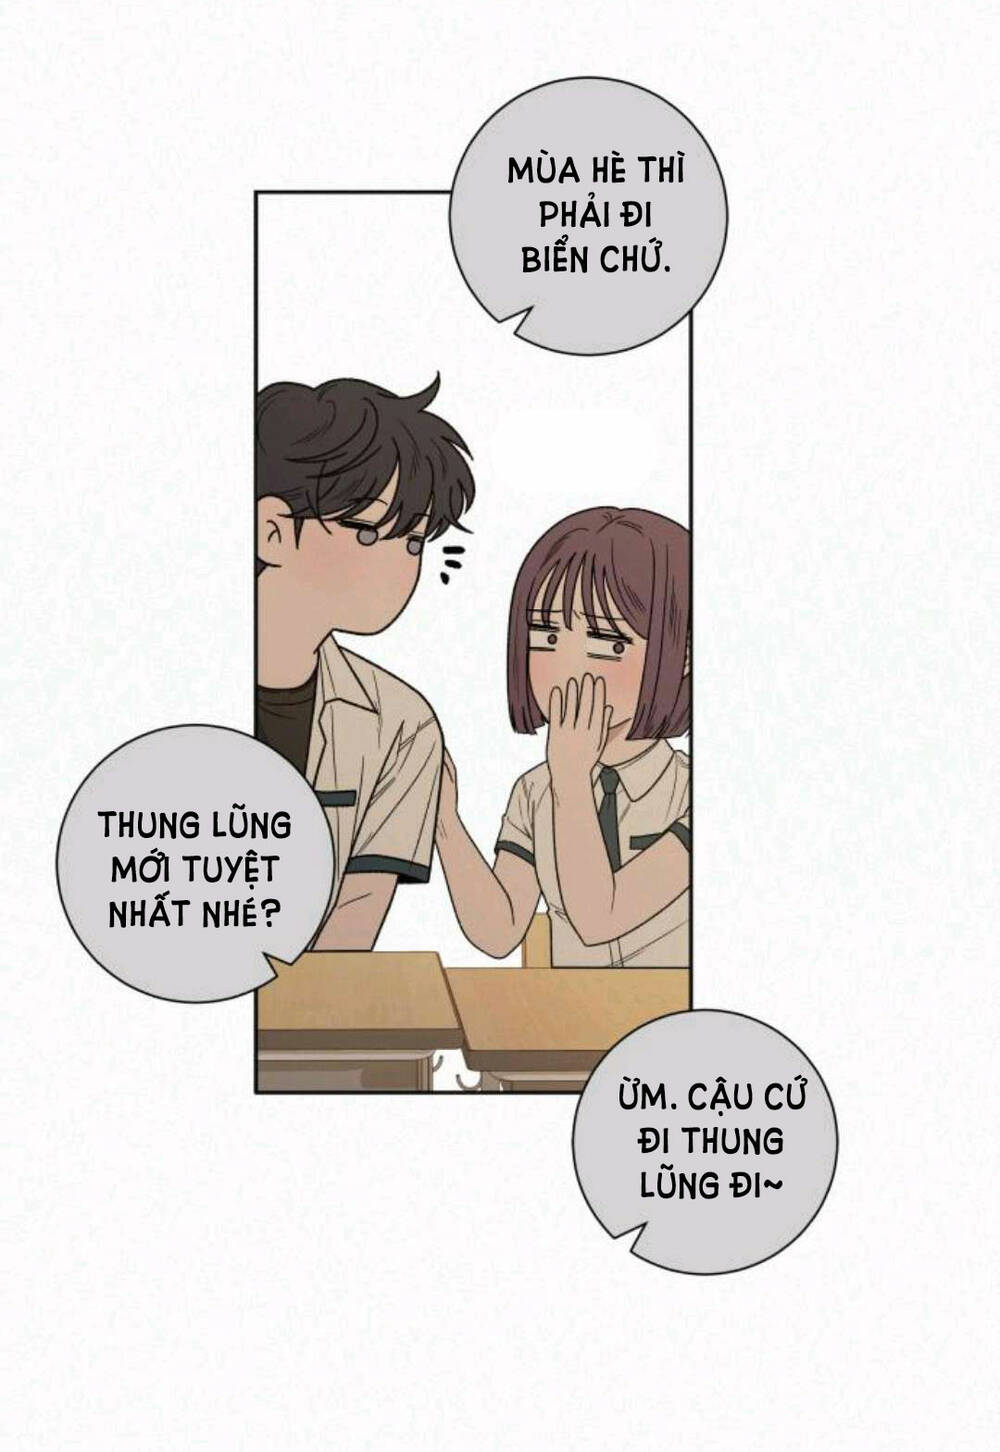 MÙA HÈ THÌ
PHẢI ĐI
BIỂN CHỨ.
THUNG LŨNG
MỚI TUYỆT
NHẤT NHÉ?
ỪM. CẬU CỨ
ĐI THUNG
LŨNG ĐI~